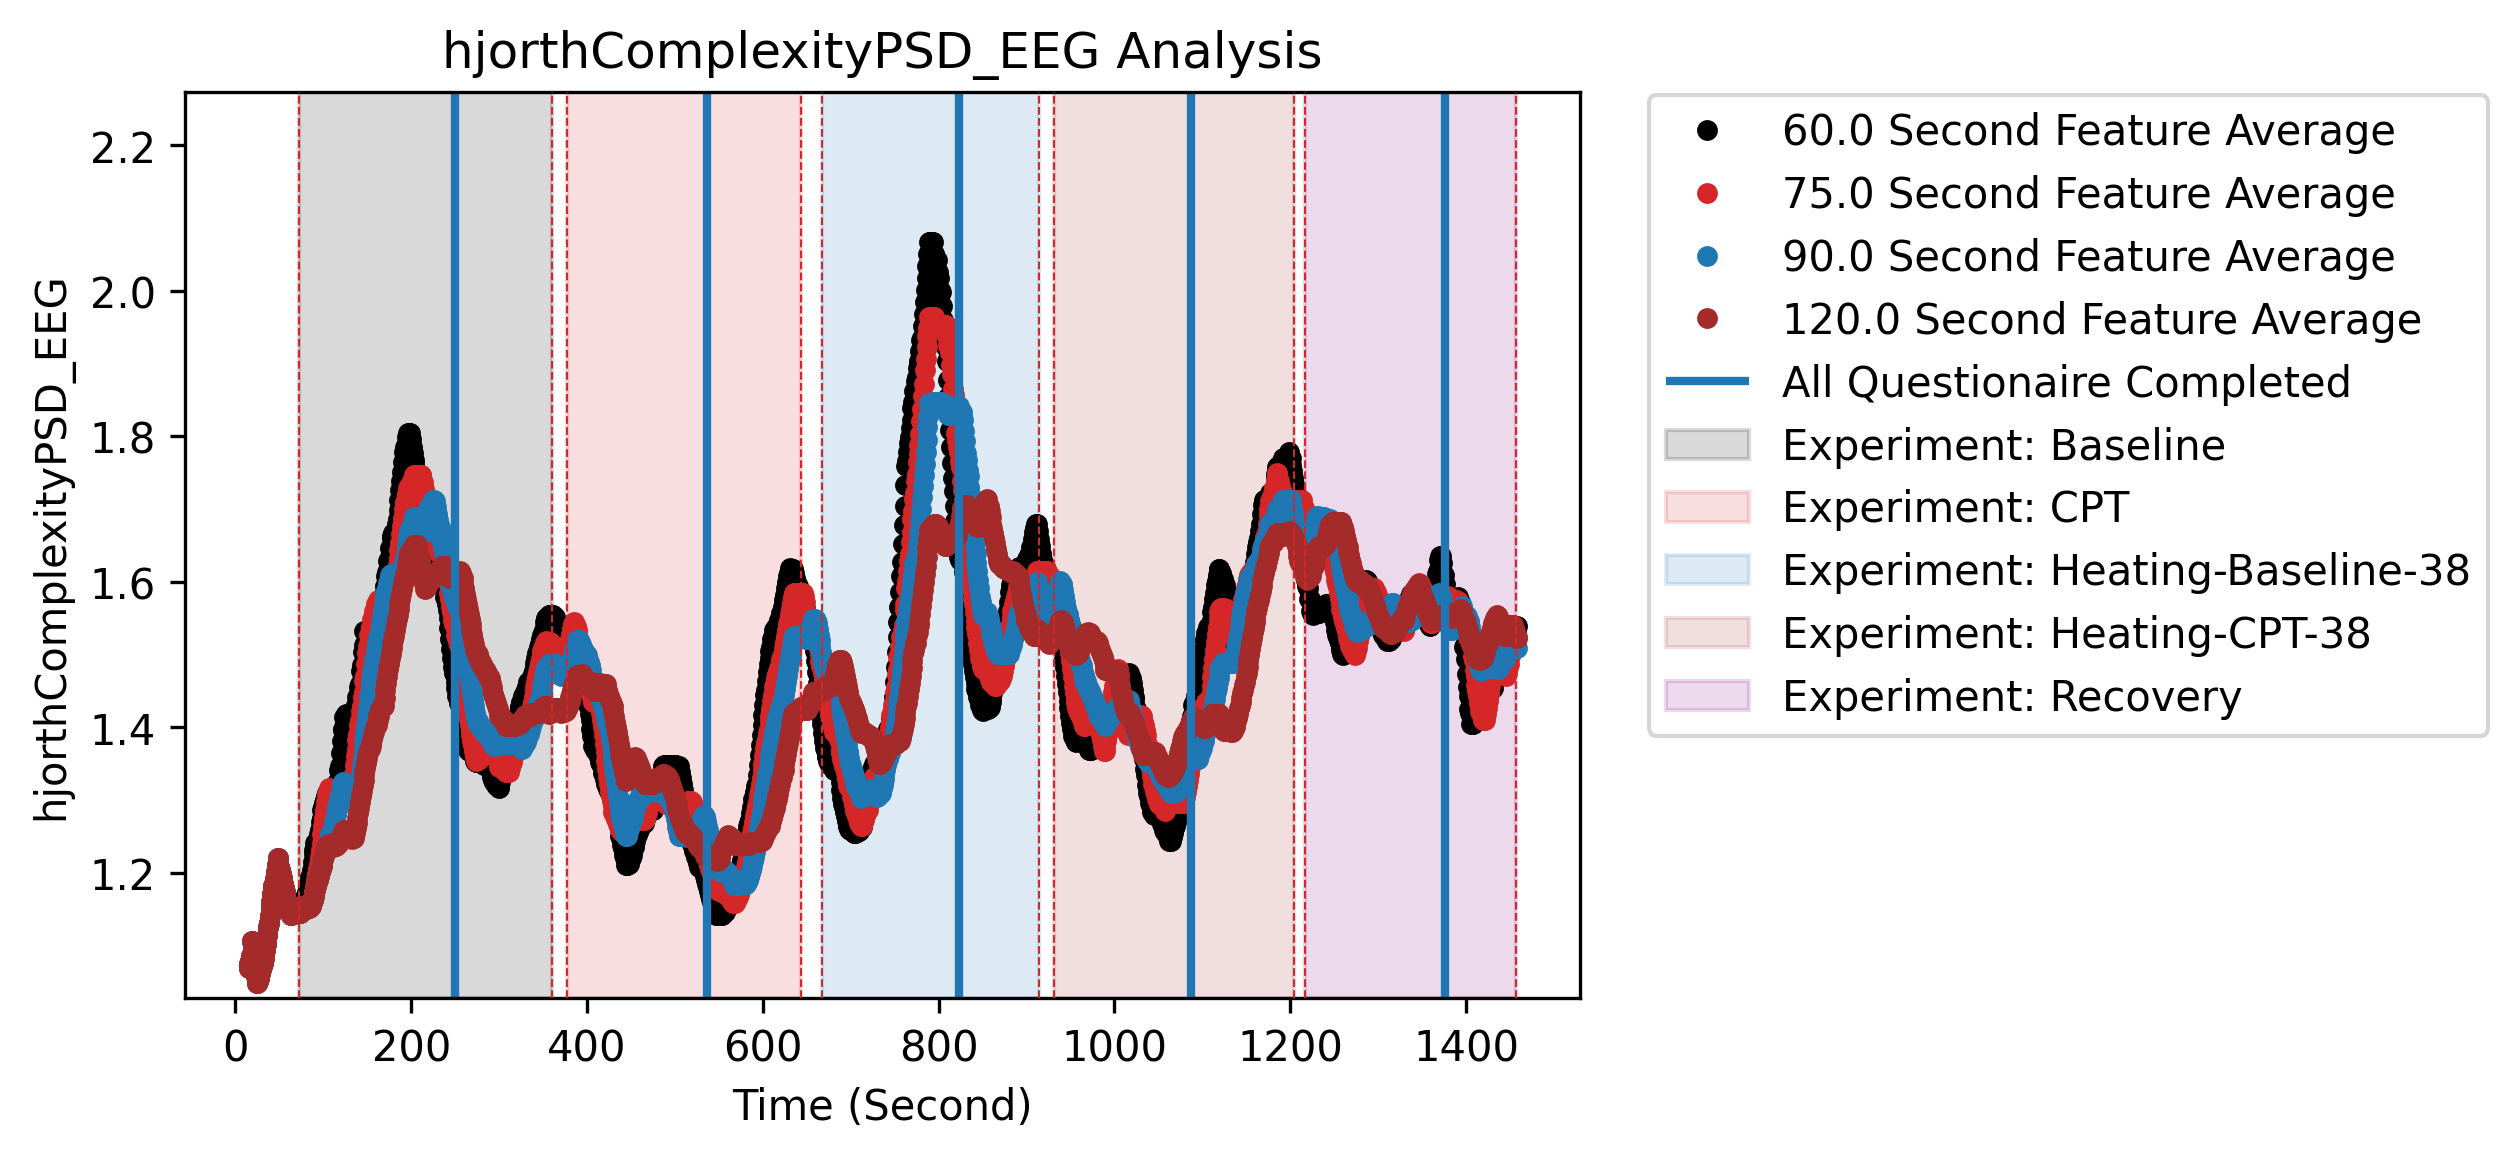 hjorthComplexityPSD_EEG Analysis
hjorthComplexityPSD_EEG
2.2
2.0
1.8
1.6
1.4
1.2
0 200 400 600 800 1000 1200 1400
Time (Second)
60.0 Second Feature Average
75.0 Second Feature Average
90.0 Second Feature Average
120.0 Second Feature Average
All Questionaire Completed
Experiment: Baseline
Experiment: CPT
Experiment: Heating-Baseline-38
Experiment: Heating-CPT-38
Experiment: Recovery